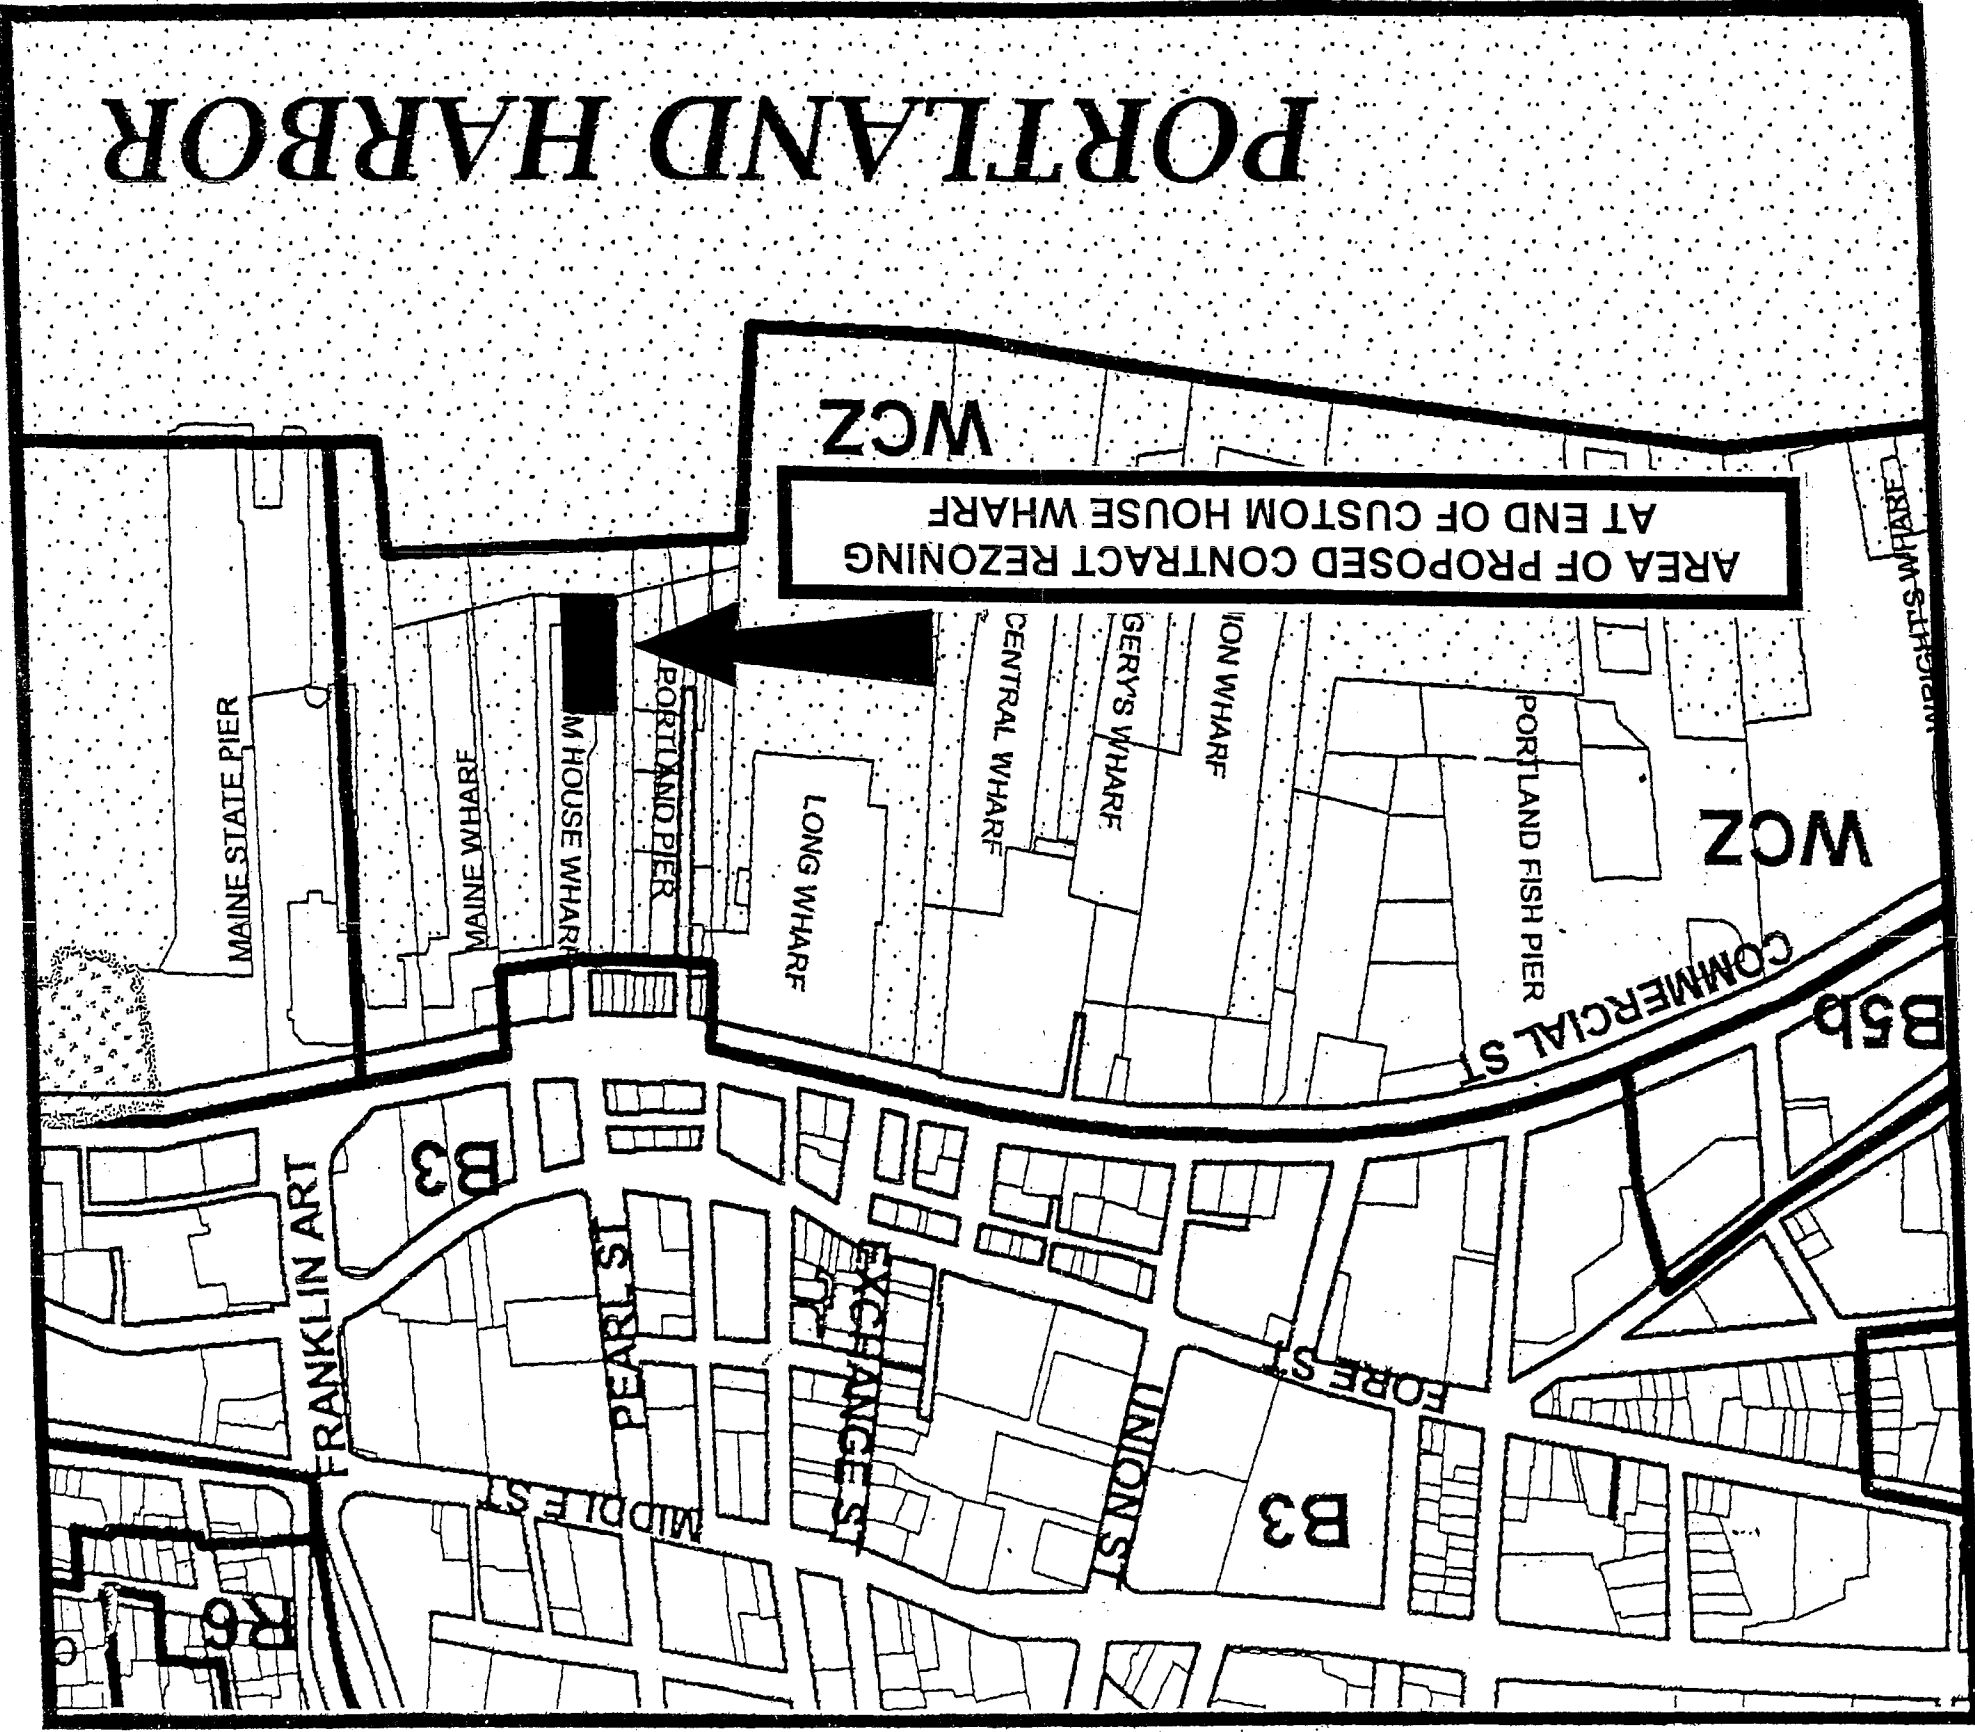 R6
MIDDLE ST
B3
UNION ST
EXCHANGE ST
PEARL ST
FRANKLIN ART
FORE ST
B3
B5b
COMMERCIAL ST
WCZ
PORTLAND FISH PIER
WRIGHT'S WHARF
ION WHARF
GERY'S WHARF
CENTRAL WHARF
LONG WHARF
PORTLAND PIER
M HOUSE WHARF
MAINE WHARF
MAINE STATE PIER
AREA OF PROPOSED CONTRACT REZONING
AT END OF CUSTOM HOUSE WHARF
WCZ
PORTLAND HARBOR